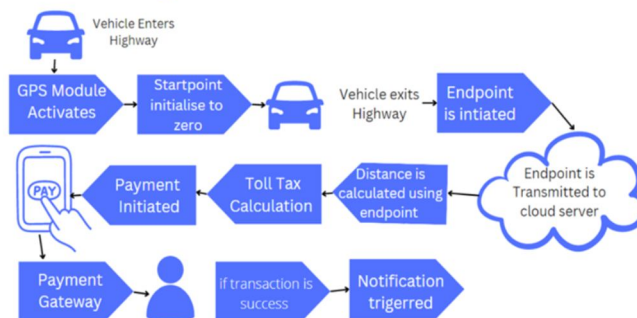 Vehicle Enters
Highway
GPS Module
Activates
Startpoint
initialise to
zero
Vehicle exits
Highway
Endpoint
is intiated
Endpoint is
Transmitted to
cloud server
Distance is
calculated using
endpoint
Toll Tax
Calculation
Payment
Initiated
PAY
Payment
Gateway
if transaction is
success
Notification
trigerred